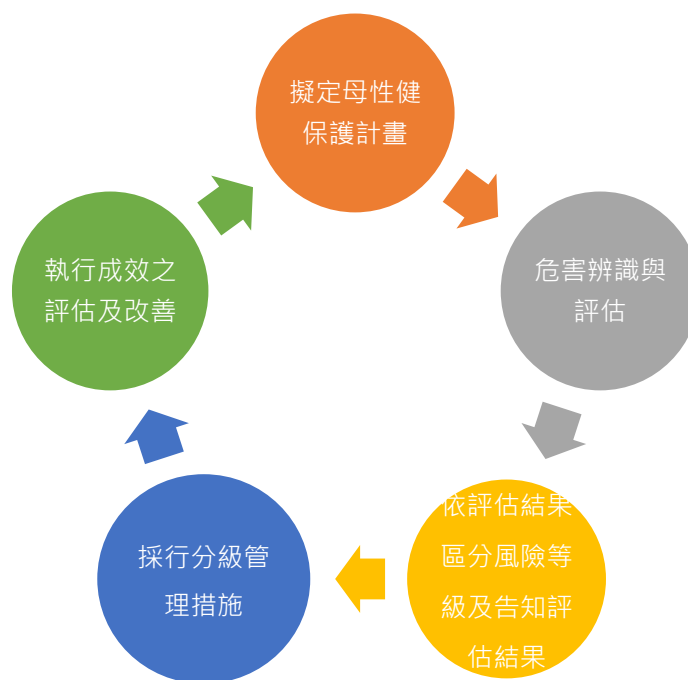 擬定母性健
保護計畫
危害辨識與
評估
依評估結果
區分風險等
級及告知評
估結果
採行分級管
理措施
執行成效之
評估及改善